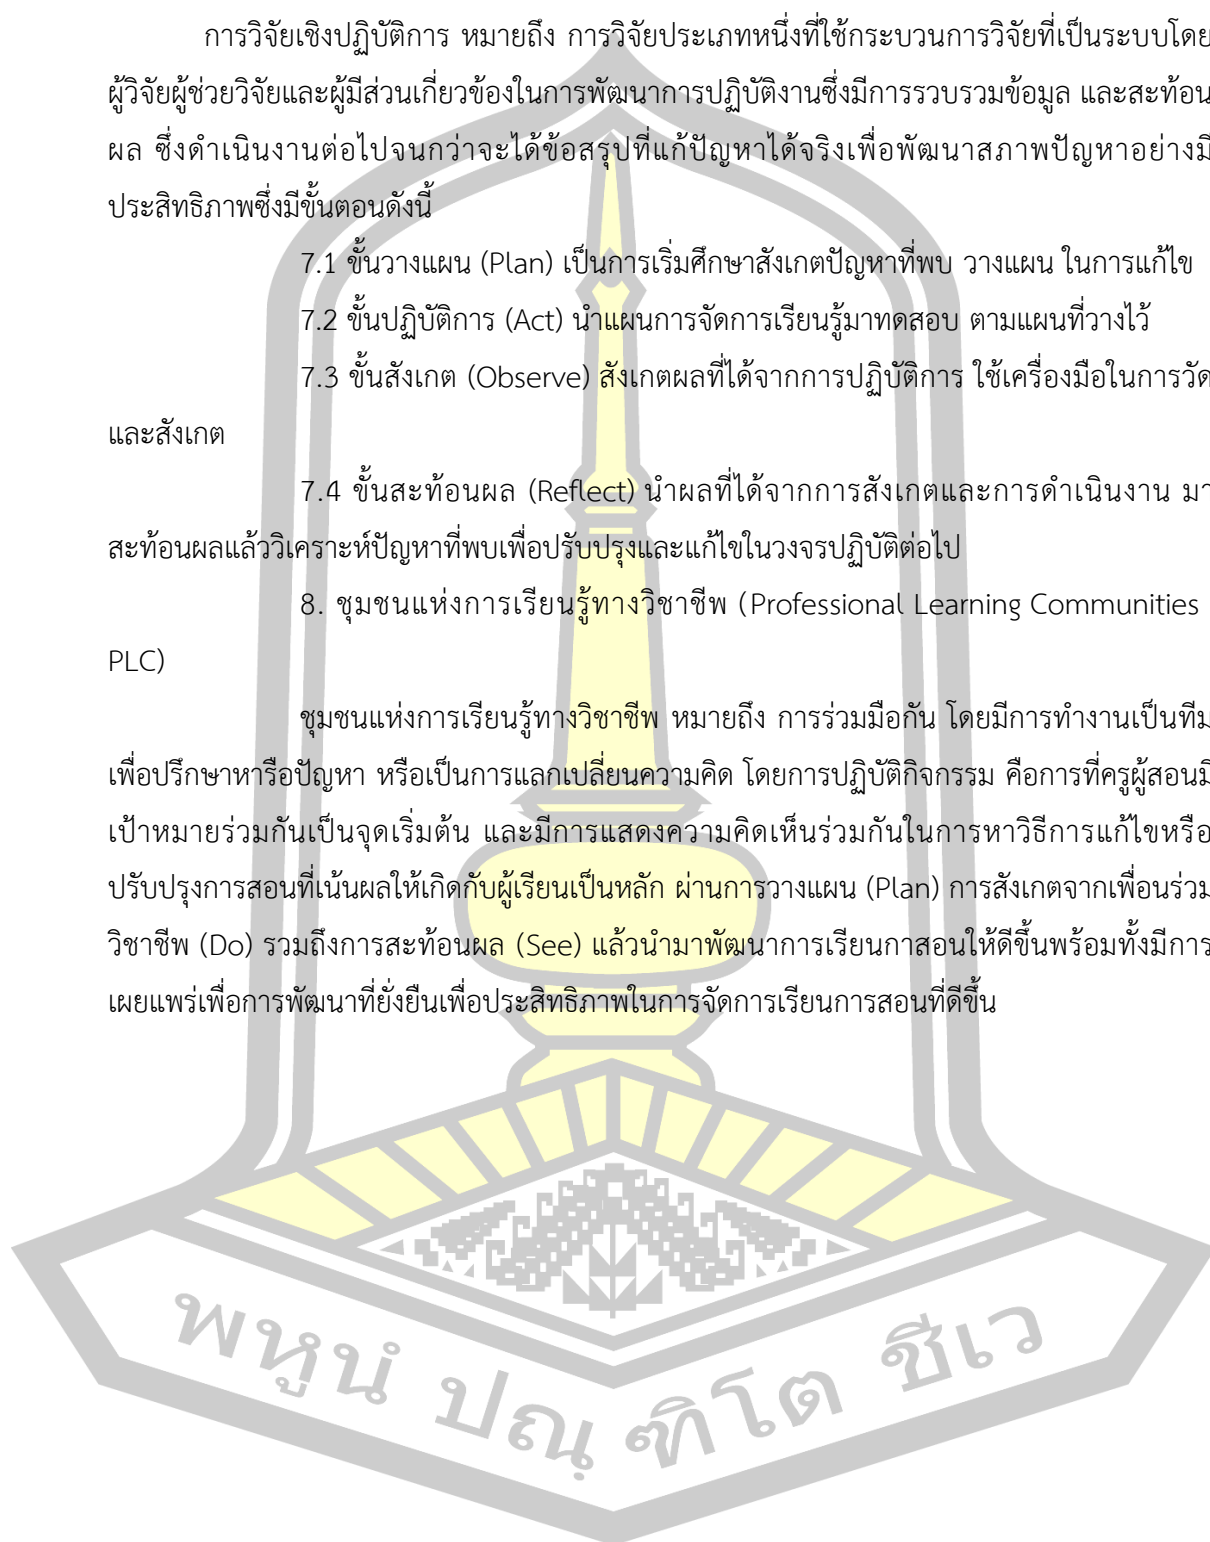 การวิจัยเชิงปฏิบัติการ หมายถึง การวิจัยประเภทหนึ่งที่ใช้กระบวนการวิจัยที่เป็นระบบโดย
ผู้วิจัยผู้ช่วยวิจัยและผู้มีส่วนเกี่ยวข้องในการพัฒนาการปฏิบัติงานซึ่งมีการรวบรวมข้อมูล และสะท้อน
ผล ซึ่งดำเนินงานต่อไปจนกว่าจะได้ข้อสรุปที่แก้ปัญหาได้จริงเพื่อพัฒนาสภาพปัญหาอย่างมี
ประสิทธิภาพซึ่งมีขั้นตอนดังนี้
7.1 ขั้นวางแผน (Plan) เป็นการเริ่มศึกษาสังเกตปัญหาที่พบ วางแผน ในการแก้ไข
7.2 ขั้นปฏิบัติการ (Act) นำแผนการจัดการเรียนรู้มาทดสอบ ตามแผนที่วางไว้
7.3 ขั้นสังเกต (Observe) สังเกตผลที่ได้จากการปฏิบัติการ ใช้เครื่องมือในการวัด
และสังเกต
7.4 ขั้นสะท้อนผล (Reflect) นำผลที่ได้จากการสังเกตและการดำเนินงาน มา
สะท้อนผลแล้ววิเคราะห์ปัญหาที่พบเพื่อปรับปรุงและแก้ไขในวงจรปฏิบัติต่อไป
8. ชุมชนแห่งการเรียนรู้ทางวิชาชีพ (Professional Learning Communities
PLC)
ชุมชนแห่งการเรียนรู้ทางวิชาชีพ หมายถึง การร่วมมือกัน โดยมีการทำงานเป็นทีม
เพื่อปรึกษาหารือปัญหา หรือเป็นการแลกเปลี่ยนความคิด โดยการปฏิบัติกิจกรรม คือการที่ครูผู้สอนมี
เป้าหมายร่วมกันเป็นจุดเริ่มต้น และมีการแสดงความคิดเห็นร่วมกันในการหาวิธีการแก้ไขหรือ
ปรับปรุงการสอนที่เน้นผลให้เกิดกับผู้เรียนเป็นหลัก ผ่านการวางแผน (Plan) การสังเกตจากเพื่อนร่วม
วิชาชีพ (Do) รวมถึงการสะท้อนผล (See) แล้วนำมาพัฒนาการเรียนกาสอนให้ดีขึ้นพร้อมทั้งมีการ
เผยแพร่เพื่อการพัฒนาที่ยั่งยืนเพื่อประสิทธิภาพในการจัดการเรียนการสอนที่ดีขึ้น
พหูนํ ปณฺฑิโต ชีเว